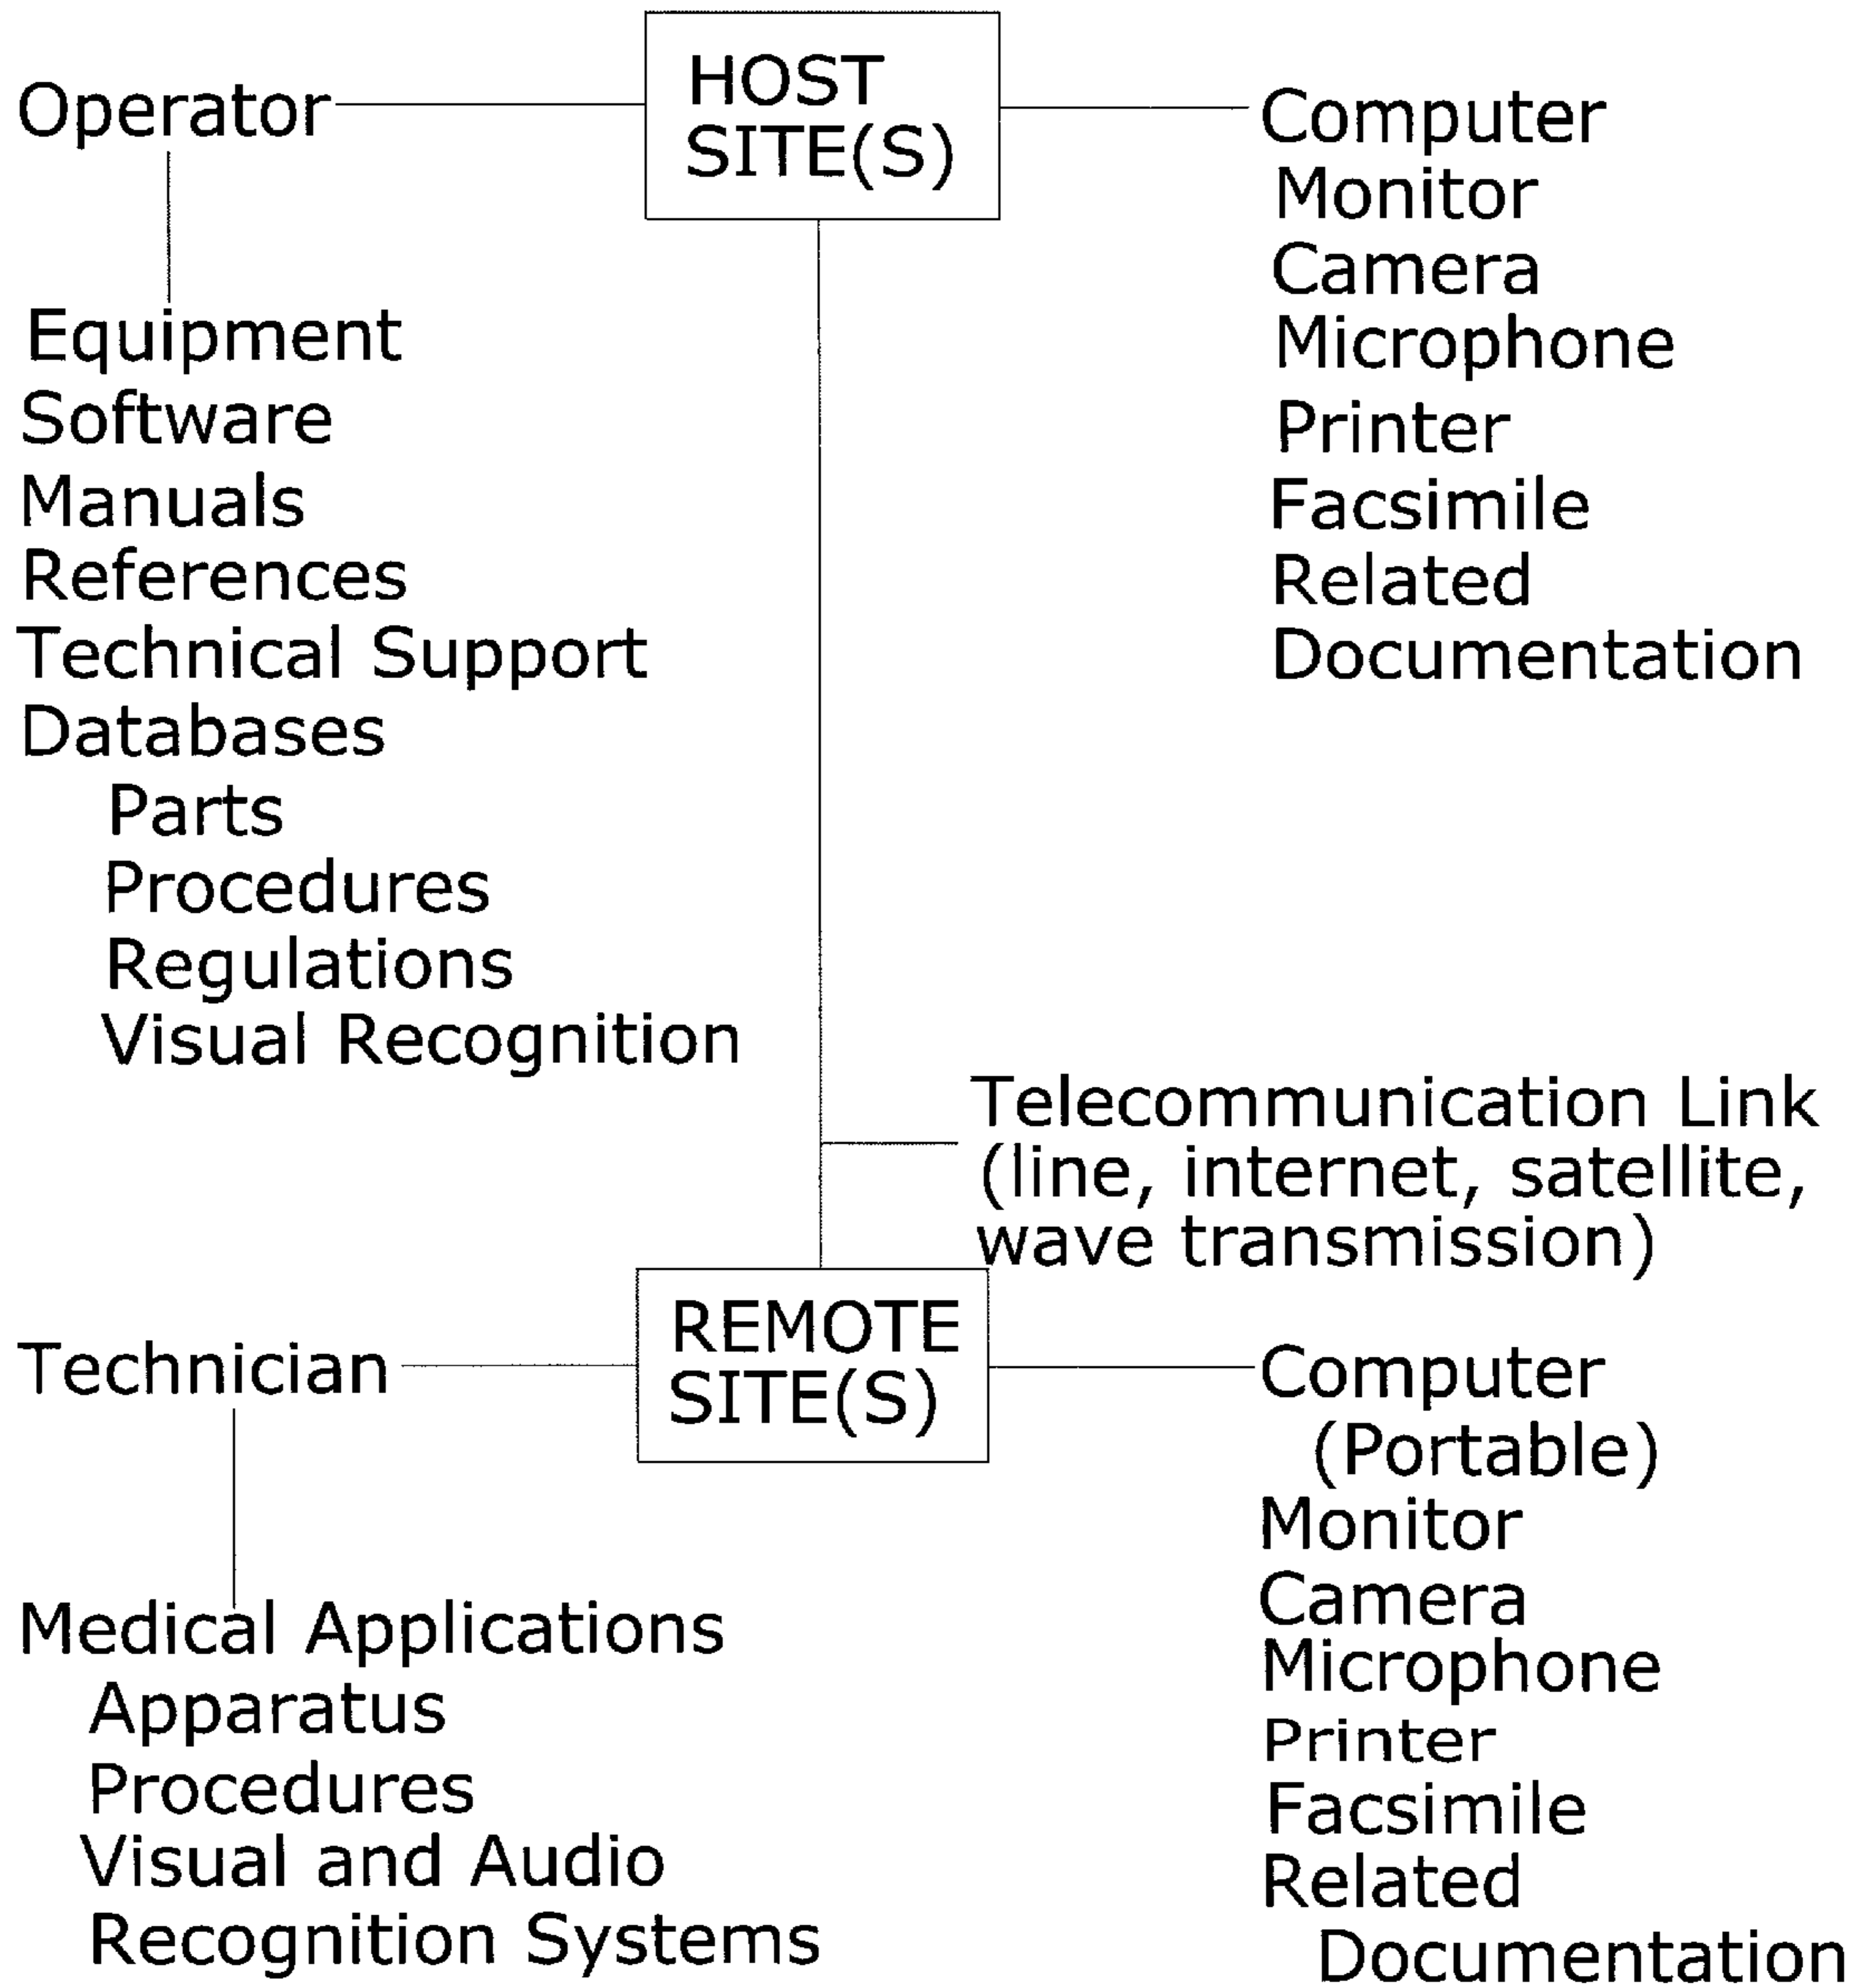 HOST
SITE(S)
Operator
Equipment
Software
Manuals
References
Technical Support
Databases
Parts
Procedures
Regulations
Visual Recognition
Computer
Monitor
Camera
Microphone
Printer
Facsimile
Related
Documentation
Telecommunication Link
(line, internet, satellite,
wave transmission)
REMOTE
SITE(S)
Technician
Medical Applications
Apparatus
Procedures
Visual and Audio
Recognition Systems
Computer
(Portable)
Monitor
Camera
Microphone
Printer
Facsimile
Related
Documentation